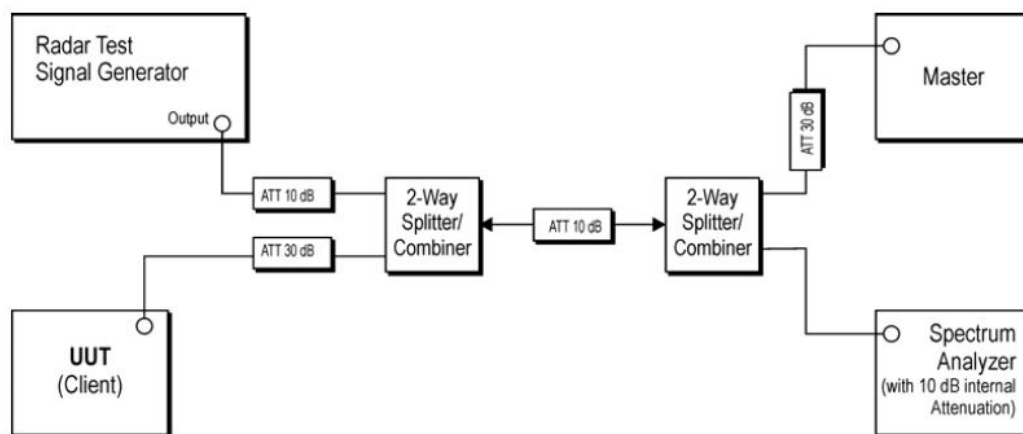 Radar Test
Signal Generator
Output
Master
ATT 30 dB
ATT 10 dB
2-Way
Splitter/
Combiner
ATT 10 dB
2-Way
Splitter/
Combiner
ATT 30 dB
UUT
(Client)
Spectrum
Analyzer
(with 10 dB internal
Attenuation)